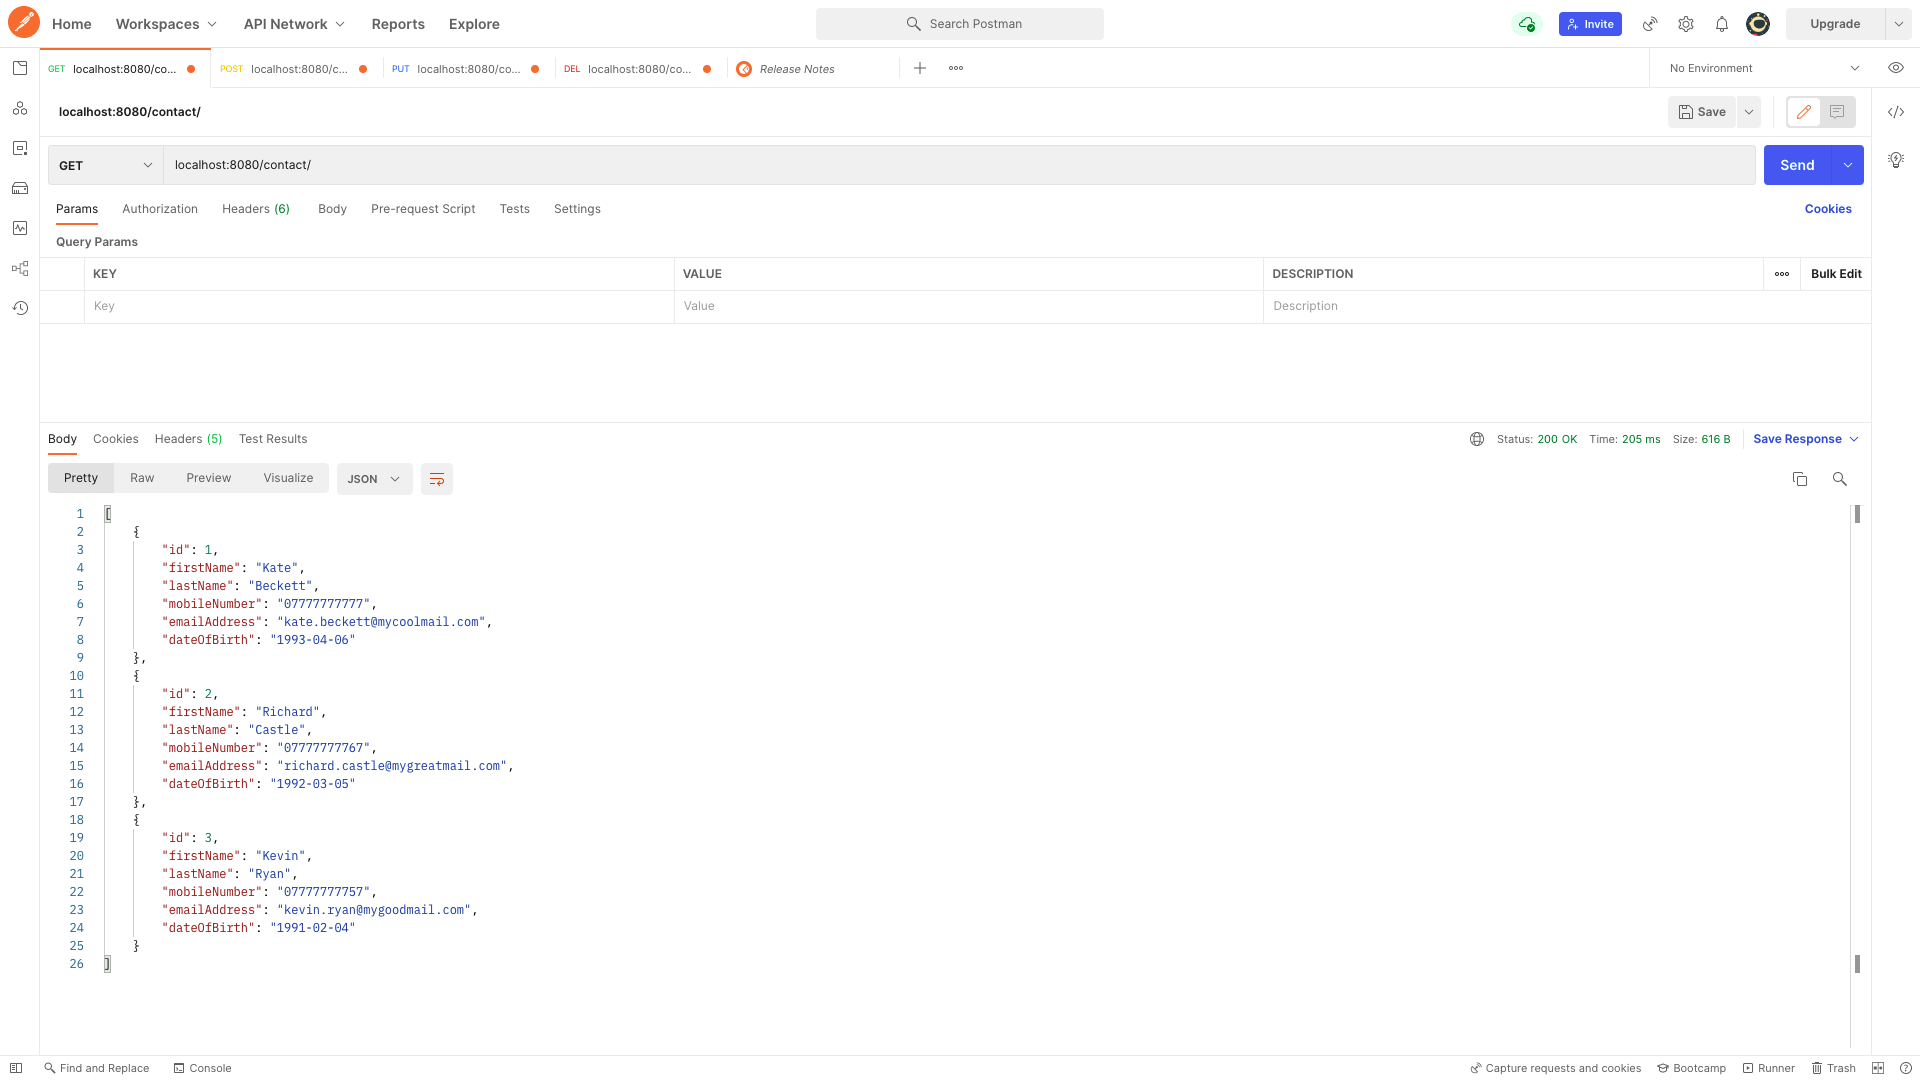 Home Workspaces API Network Reports Explore Search Postman Invite Upgrade
GET localhost:8080/co... POST localhost:8080/c... PUT localhost:8080/co... DEL localhost:8080/co... Release Notes No Environment
localhost:8080/contact/ Save
GET localhost:8080/contact/ Send
Params Authorization Headers (6) Body Pre-request Script Tests Settings Cookies
Query Params
KEY VALUE DESCRIPTION Bulk Edit
Key Value Description
Body Cookies Headers (5) Test Results Status: 200 OK Time: 205 ms Size: 616 B Save Response
Pretty Raw Preview Visualize JSON
1 [
2 {
3 "id": 1,
4 "firstName": "Kate",
5 "lastName": "Beckett",
6 "mobileNumber": "07777777777",
7 "emailAddress": "kate.beckett@mycoolmail.com",
8 "dateOfBirth": "1993-04-06"
9 },
10 {
11 "id": 2,
12 "firstName": "Richard",
13 "lastName": "Castle",
14 "mobileNumber": "07777777767",
15 "emailAddress": "richard.castle@mygreatmail.com",
16 "dateOfBirth": "1992-03-05"
17 },
18 {
19 "id": 3,
20 "firstName": "Kevin",
21 "lastName": "Ryan",
22 "mobileNumber": "07777777757",
23 "emailAddress": "kevin.ryan@mygoodmail.com",
24 "dateOfBirth": "1991-02-04"
25 }
26 ]
Find and Replace Console Capture requests and cookies Bootcamp Runner Trash